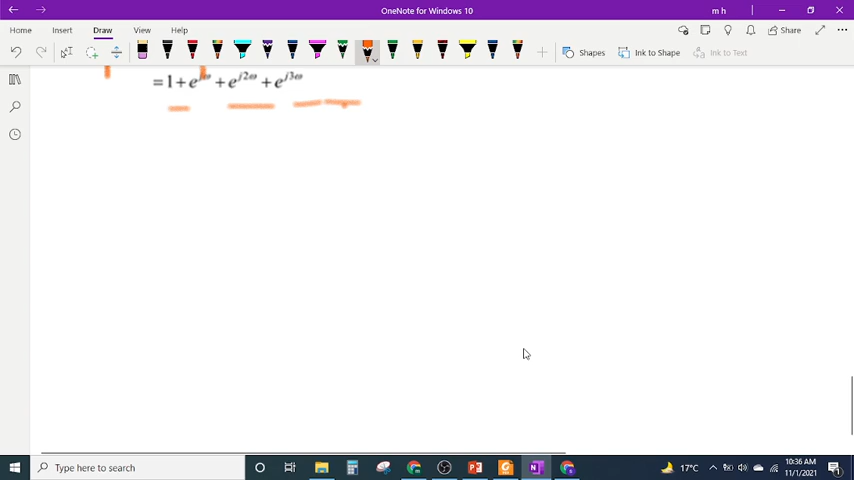 OneNote for Windows 10
m h
Home Insert Draw View Help
Share
Shapes Ink to Shape Ink to Text
= 1 + e^{jω} + e^{j2ω} + e^{j3ω}
Type here to search
17°C
10:36 AM
11/1/2021